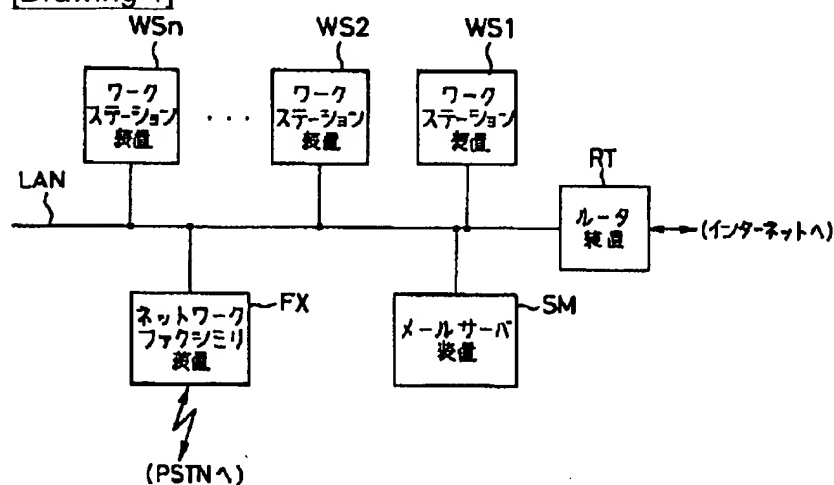 WSn
WS2
WS1
ワーク
ステーション
装置
· · ·
ワーク
ステーション
装置
ワーク
ステーション
装置
LAN
RT
ルータ
装置
(インターネットへ)
ネットワーク
ファクシミリ
装置
FX
メールサーバ
装置
SM
(PSTNへ)